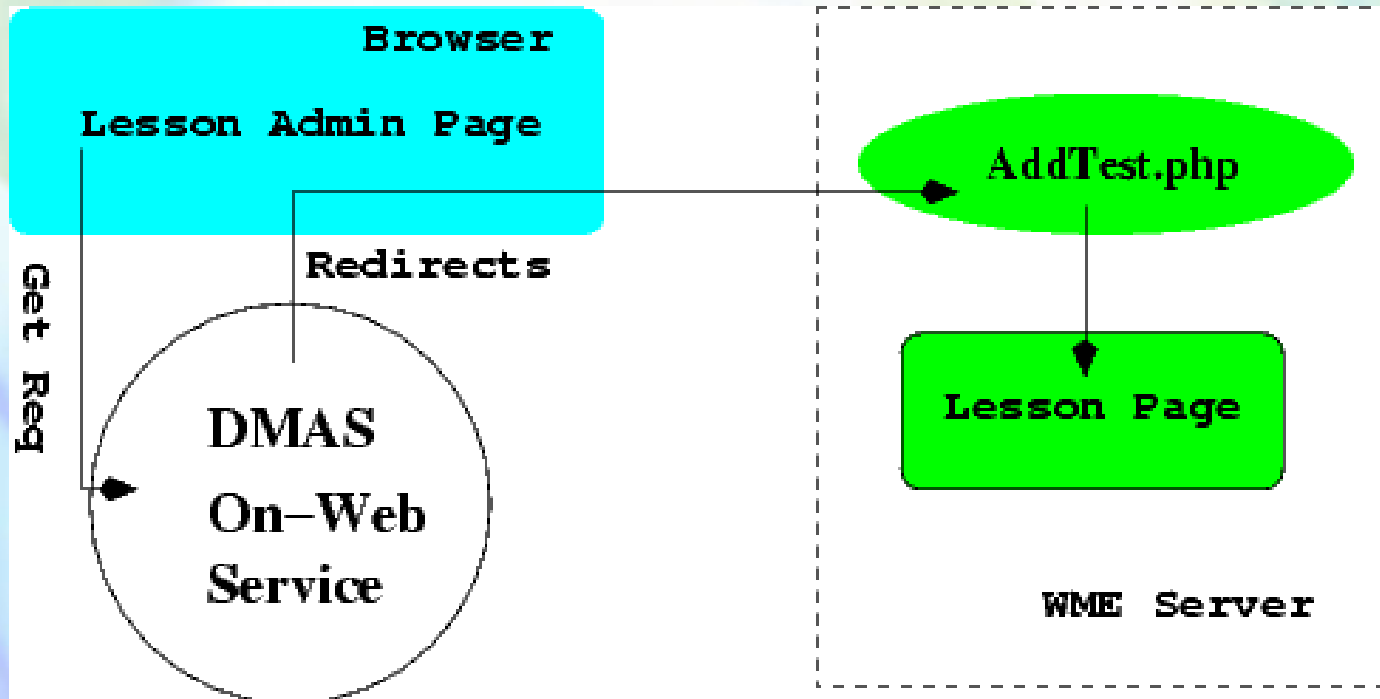 Browser
Lesson Admin Page
AddTest.php
Redirects
Get Req
Lesson Page
DMAS
On–Web
Service
WME Server